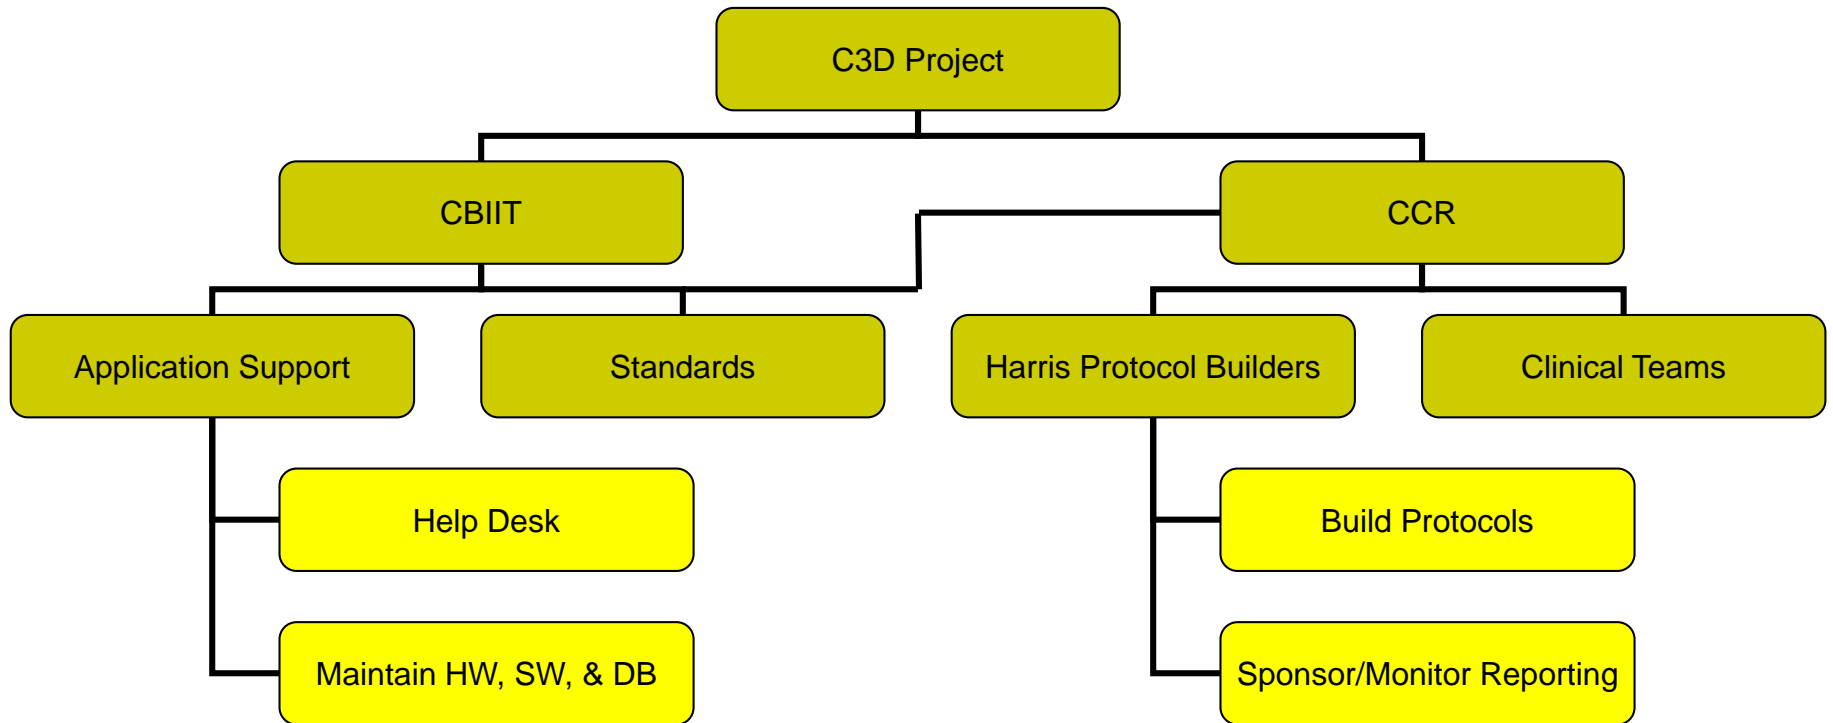 C3D Project
CBIIT
CCR
Application Support
Standards
Harris Protocol Builders
Clinical Teams
Help Desk
Build Protocols
Maintain HW, SW, & DB
Sponsor/Monitor Reporting